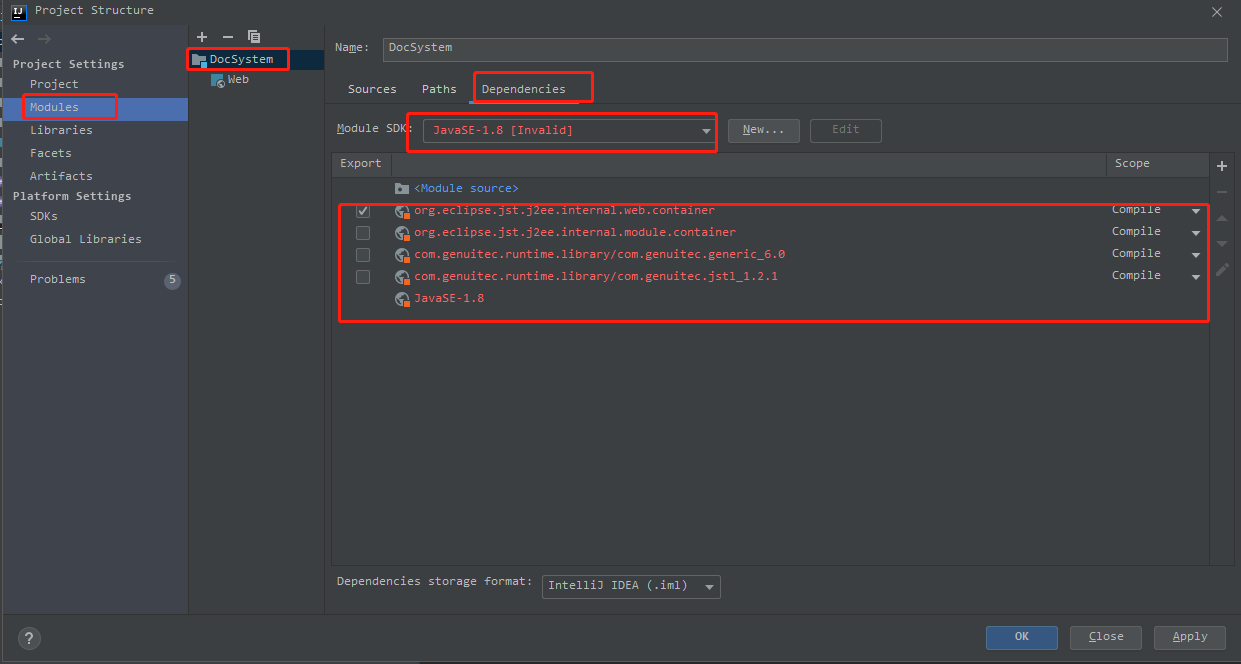 Project Structure
Project Settings
Project
Modules
Libraries
Facets
Artifacts
Platform Settings
SDKs
Global Libraries
Problems 5
DocSystem
Web
Name: DocSystem
Sources Paths Dependencies
Module SDK: JavaSE-1.8 [Invalid] New... Edit
Export Scope
<Module source>
org.eclipse.jst.j2ee.internal.web.container Compile
org.eclipse.jst.j2ee.internal.module.container Compile
com.genuitec.runtime.library/com.genuitec.generic_6.0 Compile
com.genuitec.runtime.library/com.genuitec.jstl_1.2.1 Compile
JavaSE-1.8
Dependencies storage format: IntelliJ IDEA (.iml)
? OK Close Apply